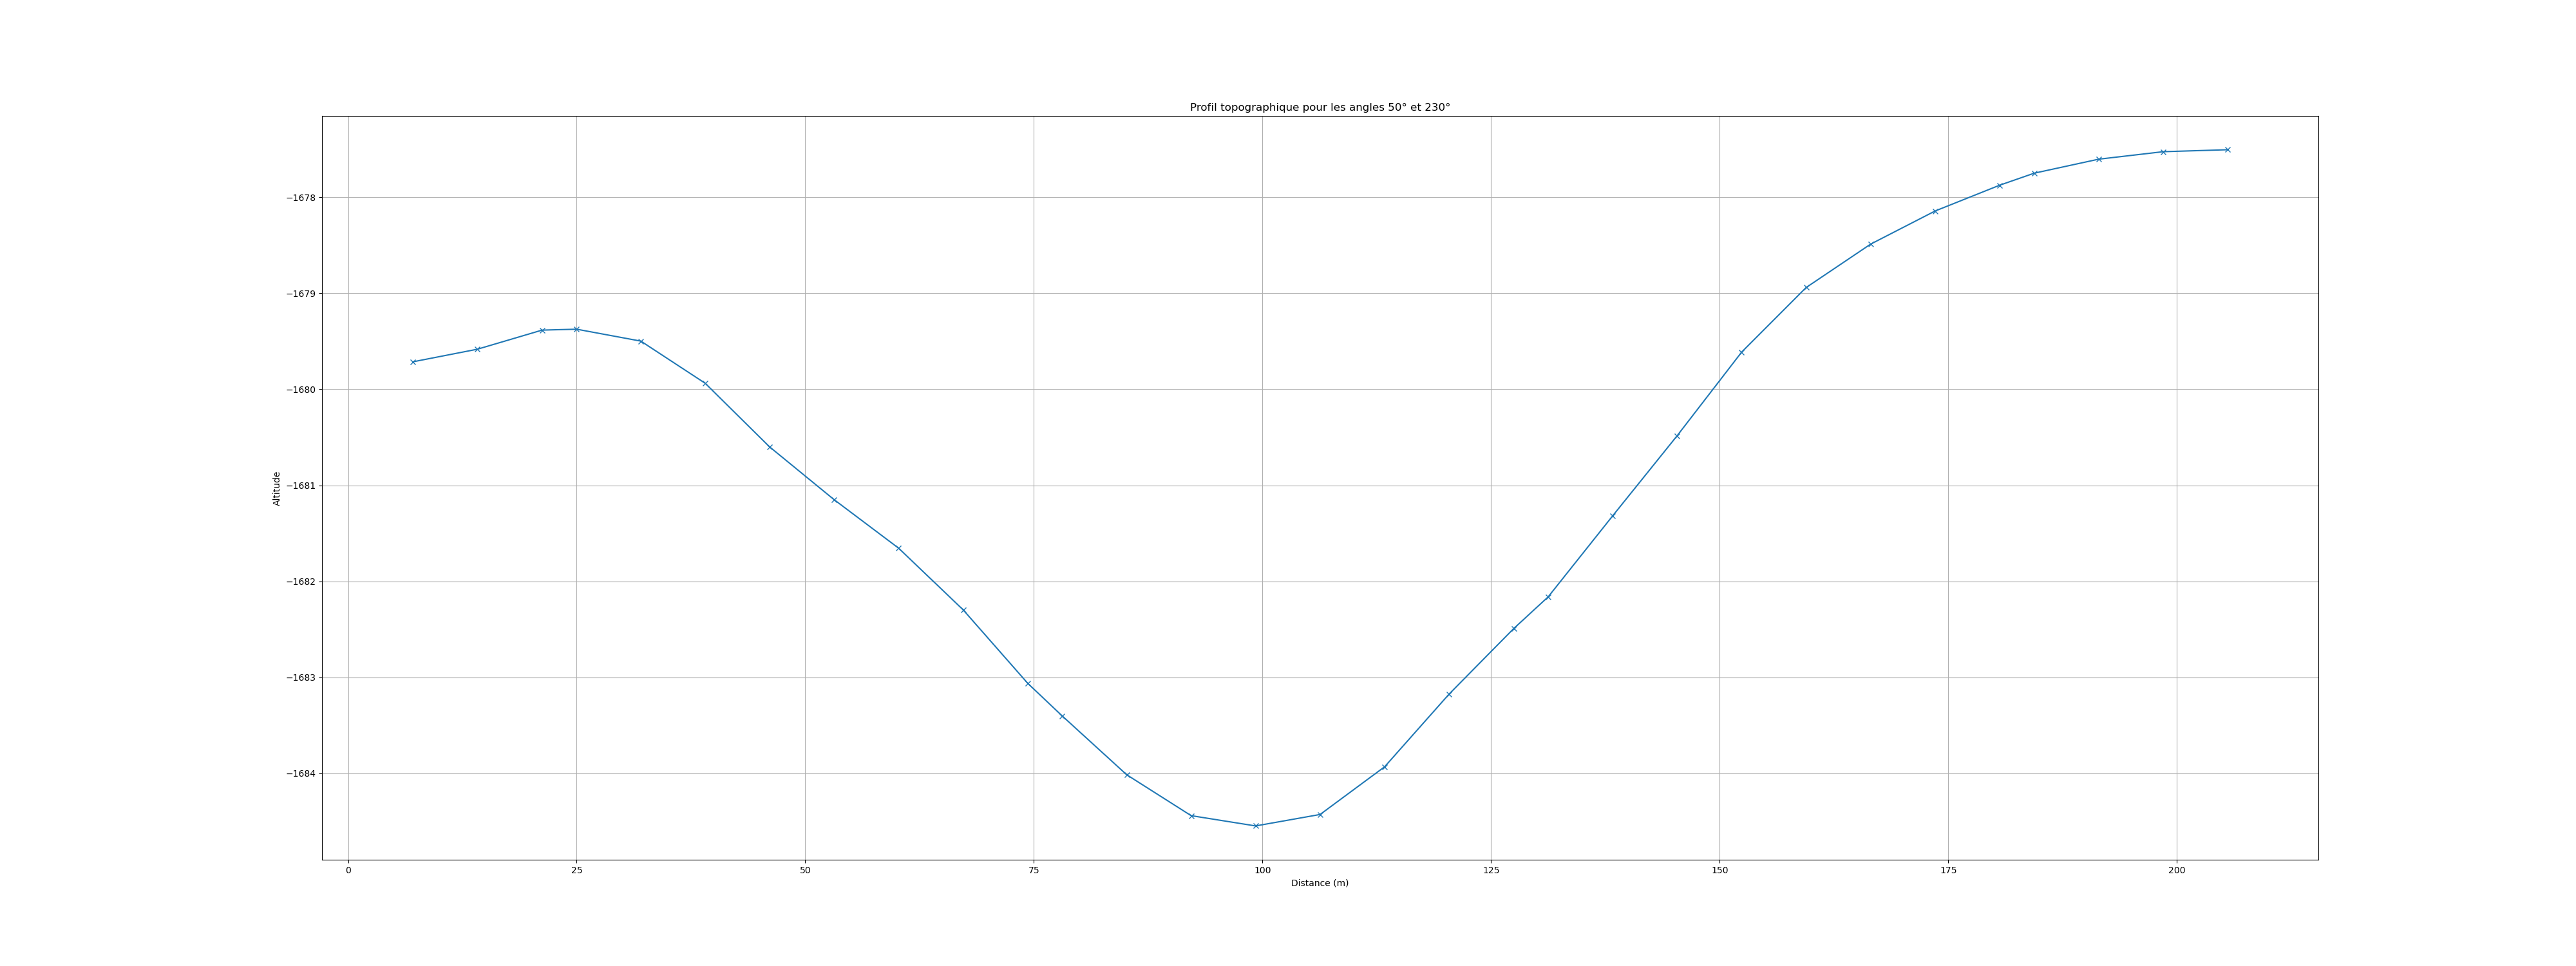 Profil topographique pour les angles 50° et 230°
−1678
−1679
−1680
−1681
−1682
−1683
−1684
Altitude
0 25 50 75 100 125 150 175 200
Distance (m)